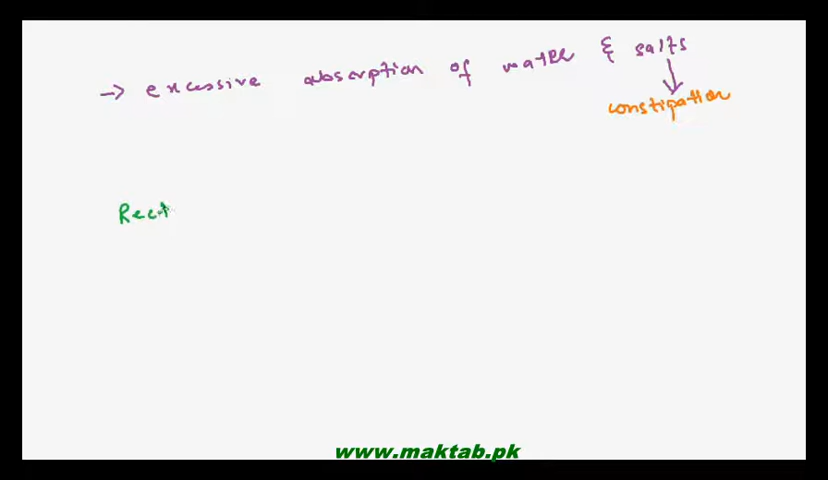 → excessive absorption of water & salts
↓
constipation
Rect
www.maktab.pk